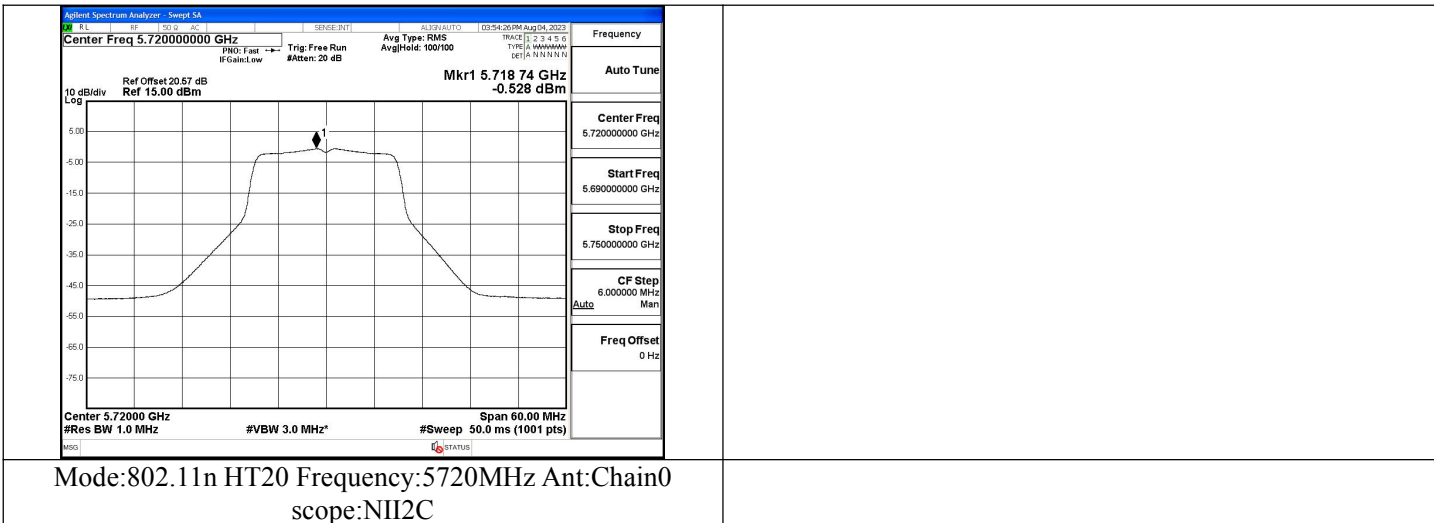 Agilent Spectrum Analyzer - Swept SA
RL RF 50 Ω AC SENSE:INT ALIGN AUTO 03:54:26 PM Aug 04, 2023
Center Freq 5.720000000 GHz
PNO: Fast
IFGain:Low
Trig: Free Run
#Atten: 20 dB
Avg Type: RMS
Avg|Hold: 100/100
TRACE 1 2 3 4 5 6
TYPE A WWWWW
DET A N N N N N
Ref Offset 20.57 dB
10 dB/div Ref 15.00 dBm
Log
Mkr1 5.718 74 GHz
-0.528 dBm
1
6.00
-5.00
-15.0
-25.0
-35.0
-45.0
-55.0
-65.0
-75.0
Center 5.72000 GHz Span 60.00 MHz
#Res BW 1.0 MHz #VBW 3.0 MHz* #Sweep 50.0 ms (1001 pts)
MSG STATUS
Frequency
Auto Tune
Center Freq
5.720000000 GHz
Start Freq
5.690000000 GHz
Stop Freq
5.750000000 GHz
CF Step
6.000000 MHz
Auto Man
Freq Offset
0 Hz
Mode:802.11n HT20 Frequency:5720MHz Ant:Chain0
scope:NII2C